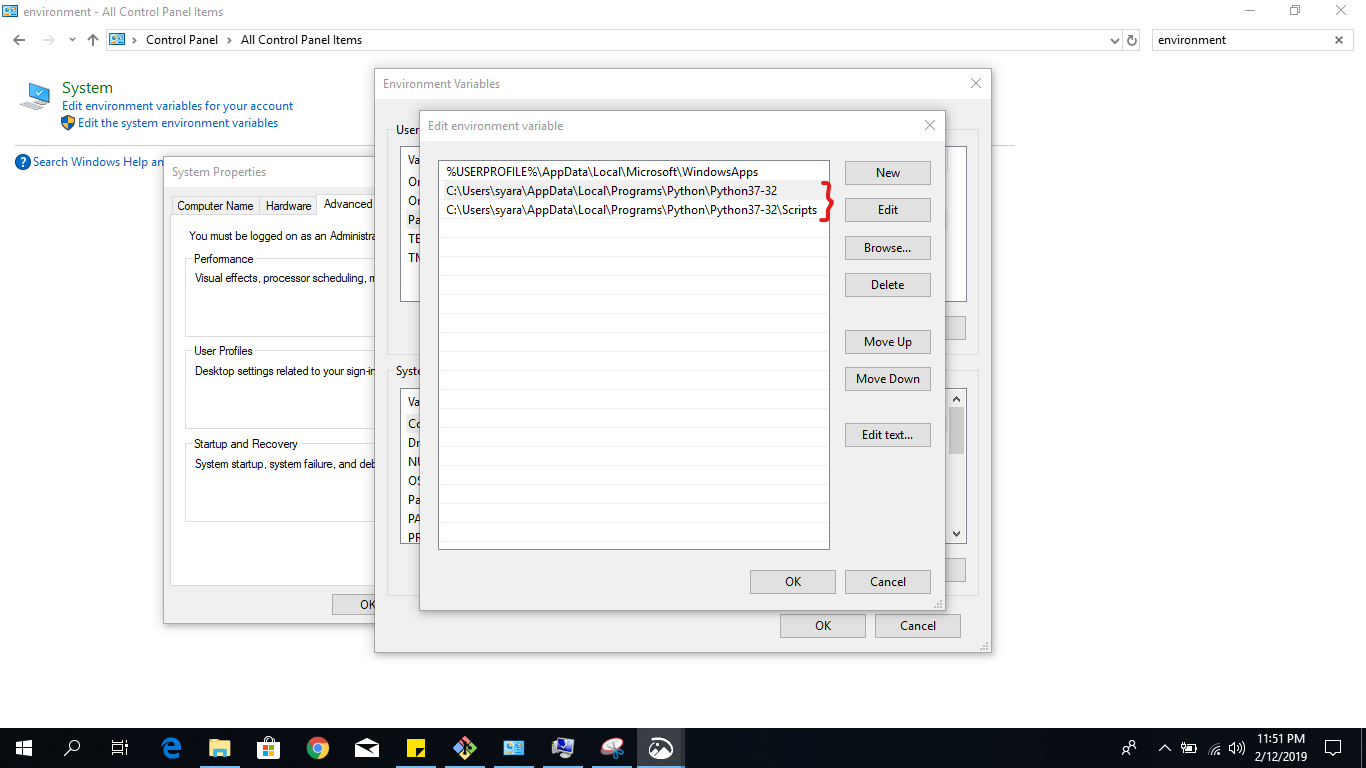 environment - All Control Panel Items
Control Panel
All Control Panel Items
environment
System
Edit environment variables for your account
Edit the system environment variables
Search Windows Help an
System Properties
Computer Name
Hardware
Advanced
You must be logged on as an Administra
Performance
Visual effects, processor scheduling, m
User Profiles
Desktop settings related to your sign-in
Startup and Recovery
System startup, system failure, and deb
OK
Environment Variables
User
Va
On
On
Pa
TE
TM
Syste
Va
Co
Dr
NU
OS
Pa
PA
PR
OK
Cancel
Edit environment variable
%USERPROFILE%\AppData\Local\Microsoft\WindowsApps
C:\Users\syara\AppData\Local\Programs\Python\Python37-32
C:\Users\syara\AppData\Local\Programs\Python\Python37-32\Scripts
New
Edit
Browse...
Delete
Move Up
Move Down
Edit text...
OK
Cancel
11:51 PM
2/12/2019